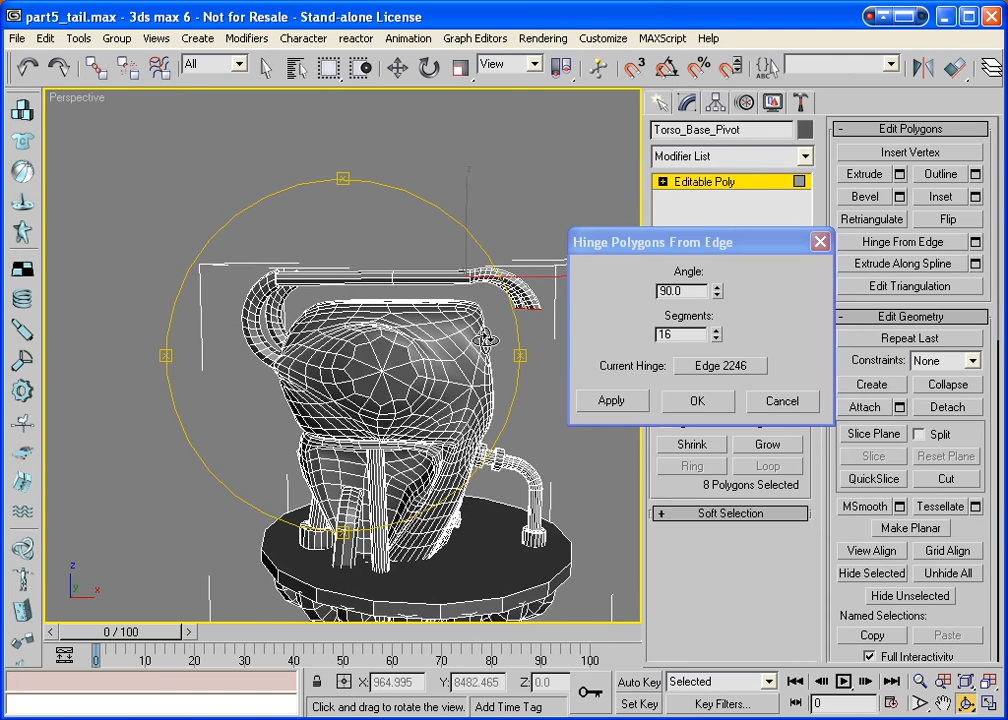 part5_tail.max - 3ds max 6 - Not for Resale - Stand-alone License
File Edit Tools Group Views Create Modifiers Character reactor Animation Graph Editors Rendering Customize MAXScript Help
All View 3 ABC
Perspective
Torso_Base_Pivot
Modifier List
Editable Poly
Edit Polygons
Insert Vertex
Extrude Outline
Bevel Inset
Retriangulate Flip
Hinge From Edge
Extrude Along Spline
Edit Triangulation
Edit Geometry
Repeat Last
Constraints: None
Create Collapse
Attach Detach
Slice Plane Split
Slice Reset Plane
QuickSlice Cut
MSmooth Tessellate
Make Planar
View Align Grid Align
Hide Selected Unhide All
Hide Unselected
Named Selections:
Copy Paste
Full Interactivity
Hinge Polygons From Edge
Angle:
90.0
Segments:
16
Current Hinge: Edge 2246
Apply OK Cancel
Shrink Grow
Ring Loop
8 Polygons Selected
Soft Selection
z
z
y x
0 / 100
0 10 20 30 40 50 60 70 80 90 100
X: 964.995 Y: 8482.465 Z: 0.0
Auto Key Selected
Click and drag to rotate the view. Add Time Tag
Set Key Key Filters... 0